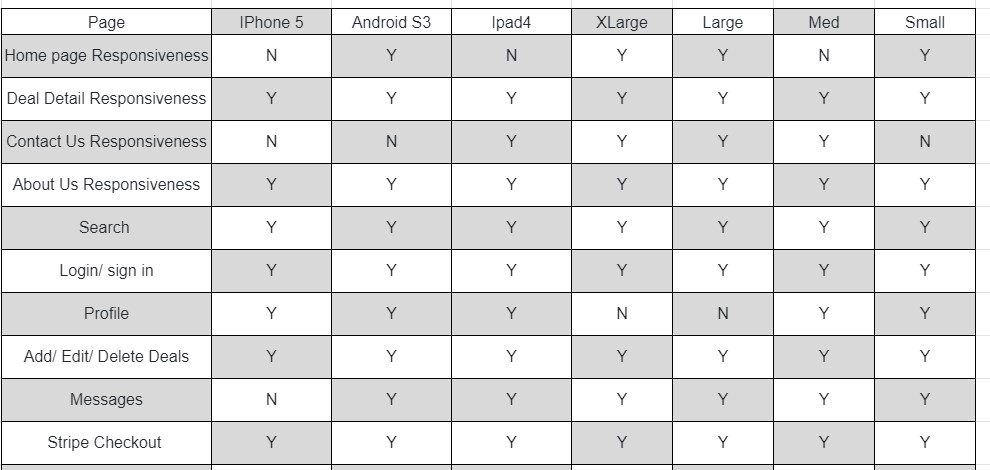 Page IPhone 5 Android S3 Ipad4 XLarge Large Med Small
Home page Responsiveness N Y N Y Y N Y
Deal Detail Responsiveness Y Y Y Y Y Y Y
Contact Us Responsiveness N N Y Y Y Y N
About Us Responsiveness Y Y Y Y Y Y Y
Search Y Y Y Y Y Y Y
Login/ sign in Y Y Y Y Y Y Y
Profile Y Y Y N N Y Y
Add/ Edit/ Delete Deals Y Y Y Y Y Y Y
Messages N Y Y Y Y Y Y
Stripe Checkout Y Y Y Y Y Y Y